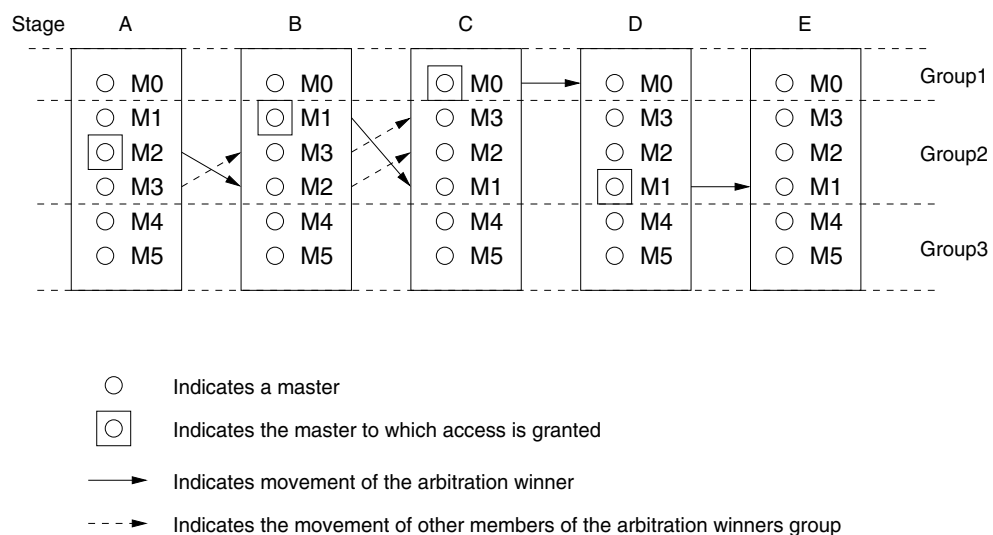 Stage A B C D E
M0 M0 M0 M0 M0 Group1
M1 M1 M3 M3 M3
M2 M3 M2 M2 M2 Group2
M3 M2 M1 M1 M1
M4 M4 M4 M4 M4
M5 M5 M5 M5 M5 Group3
Indicates a master
Indicates the master to which access is granted
Indicates movement of the arbitration winner
Indicates the movement of other members of the arbitration winners group